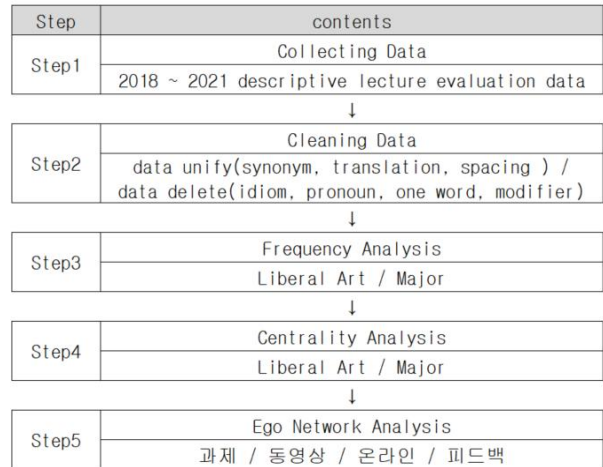 Step contents
Step1
Collecting Data
2018 ~ 2021 descriptive lecture evaluation data
↓
Step2
Cleaning Data
data unify(synonym, translation, spacing ) /
data delete(idiom, pronoun, one word, modifier)
↓
Step3
Frequency Analysis
Liberal Art / Major
↓
Step4
Centrality Analysis
Liberal Art / Major
↓
Step5
Ego Network Analysis
과제 / 동영상 / 온라인 / 피드백